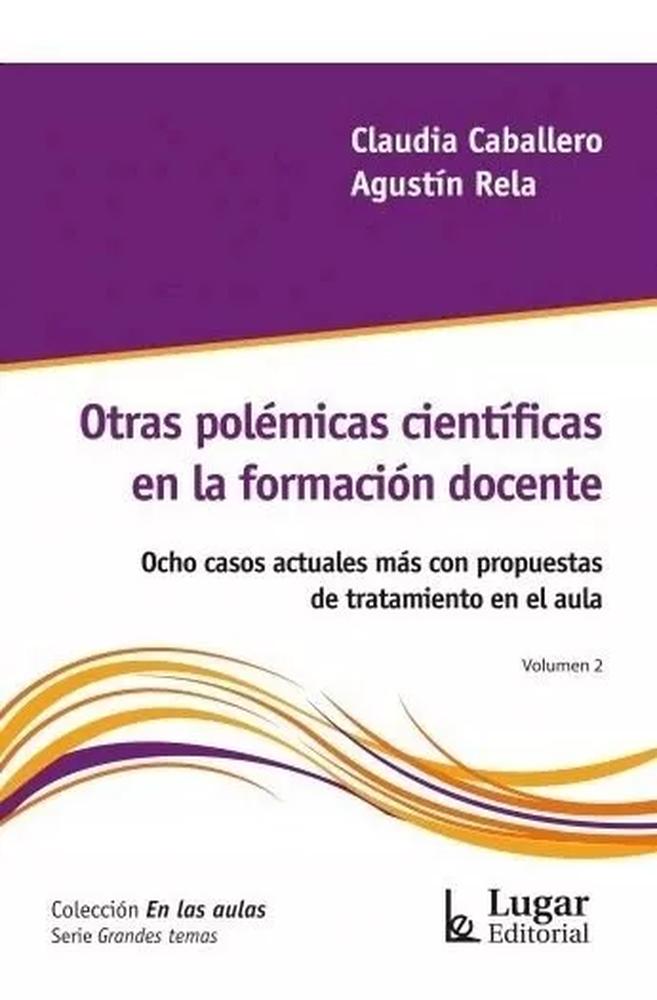 Claudia Caballero
Agustín Rela
Otras polémicas científicas
en la formación docente
Ocho casos actuales más con propuestas
de tratamiento en el aula
Volumen 2
Colección En las aulas
Serie Grandes temas
le Lugar
Editorial